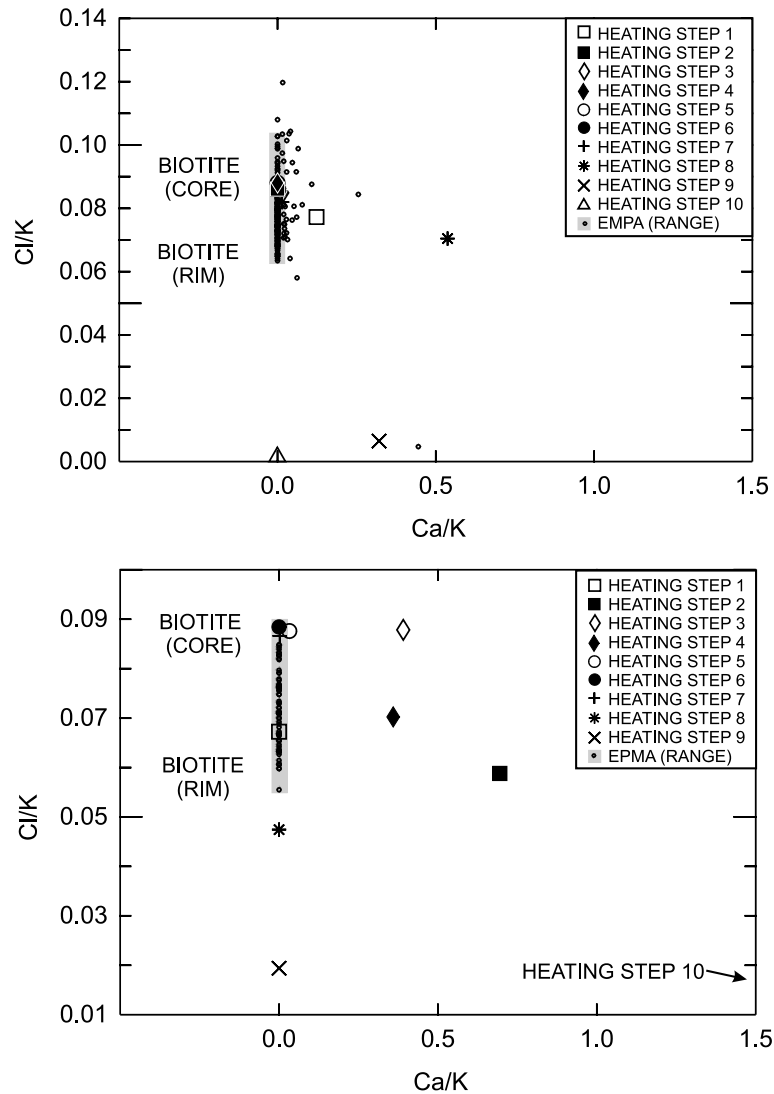 0.14
0.12
0.10
0.08
0.06
0.04
0.02
0.00
Cl/K
BIOTITE
(CORE)
BIOTITE
(RIM)
HEATING STEP 1
HEATING STEP 2
HEATING STEP 3
HEATING STEP 4
HEATING STEP 5
HEATING STEP 6
HEATING STEP 7
HEATING STEP 8
HEATING STEP 9
HEATING STEP 10
EMPA (RANGE)
0.0
0.5
1.0
1.5
Ca/K
0.09
0.07
0.05
0.03
0.01
Cl/K
BIOTITE
(CORE)
BIOTITE
(RIM)
HEATING STEP 1
HEATING STEP 2
HEATING STEP 3
HEATING STEP 4
HEATING STEP 5
HEATING STEP 6
HEATING STEP 7
HEATING STEP 8
HEATING STEP 9
EPMA (RANGE)
HEATING STEP 10
0.0
0.5
1.0
1.5
Ca/K